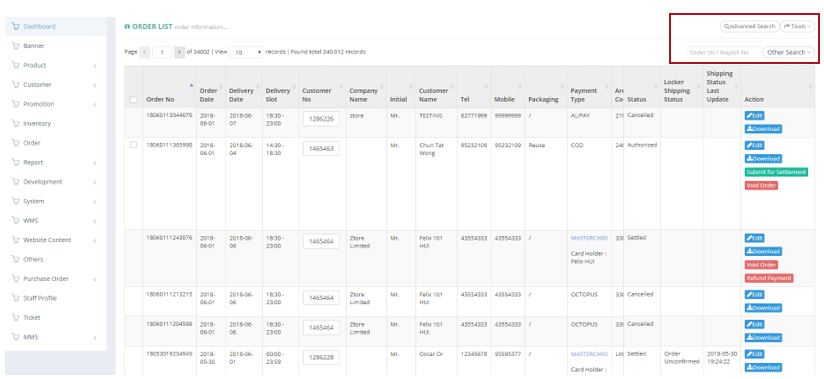 Dashboard
Banner
Product
Customer
Promotion
Inventory
Order
Report
Development
System
WMS
Website Content
Others
Purchase Order
Staff Profile
Ticket
MMS
ORDER LIST order information...
Advanced Search Tools
Page 1 of 34002 | View 10 records | Found total 340,012 records
Order SN / Waybill No Other Search
Order No Order Date Delivery Date Delivery Slot Customer No Company Name Initial Customer Name Tel Mobile Packaging Payment Type Status Locker Shipping Status Shipping Status Last Update Action
18060113344079 2018-06-01 2018-06-07 18:30-23:00 1286226 ztore Mr. TESTING 62771999 99999999 / ALIPAY Cancelled Edit
Download
18060111365998 2018-06-01 2018-06-04 14:30-18:30 1465463 Mr. Chun Tat Wong 95232109 95232109 Reuse COD Authorised Edit
Download
Submit for Settlement
Void Order
18060111243076 2018-06-01 2018-06-06 18:30-23:00 1465464 Ztore Limited Mr. Felix 101 HUI 43554333 43554333 / MASTERCARD Card Holder : Felix HUI Settled Edit
Download
Void Order
Refund Payment
18060111213215 2018-06-01 2018-06-06 18:30-23:00 1465464 Ztore Limited Mr. Felix 101 HUI 43554333 43554333 / OCTOPUS Cancelled Edit
Download
18060111204598 2018-06-01 2018-06-06 18:30-23:00 1465464 Ztore Limited Mr. Felix 101 HUI 43554333 43554333 / OCTOPUS Cancelled Edit
Download
18053019234949 2018-05-30 2018-06-01 00:00-23:59 1286228 Mr. Oscar Or 12345678 95595377 / MASTERCARD Card Holder : Settled Order Unconfirmed 2018-05-30 19:24:22 Edit
Download